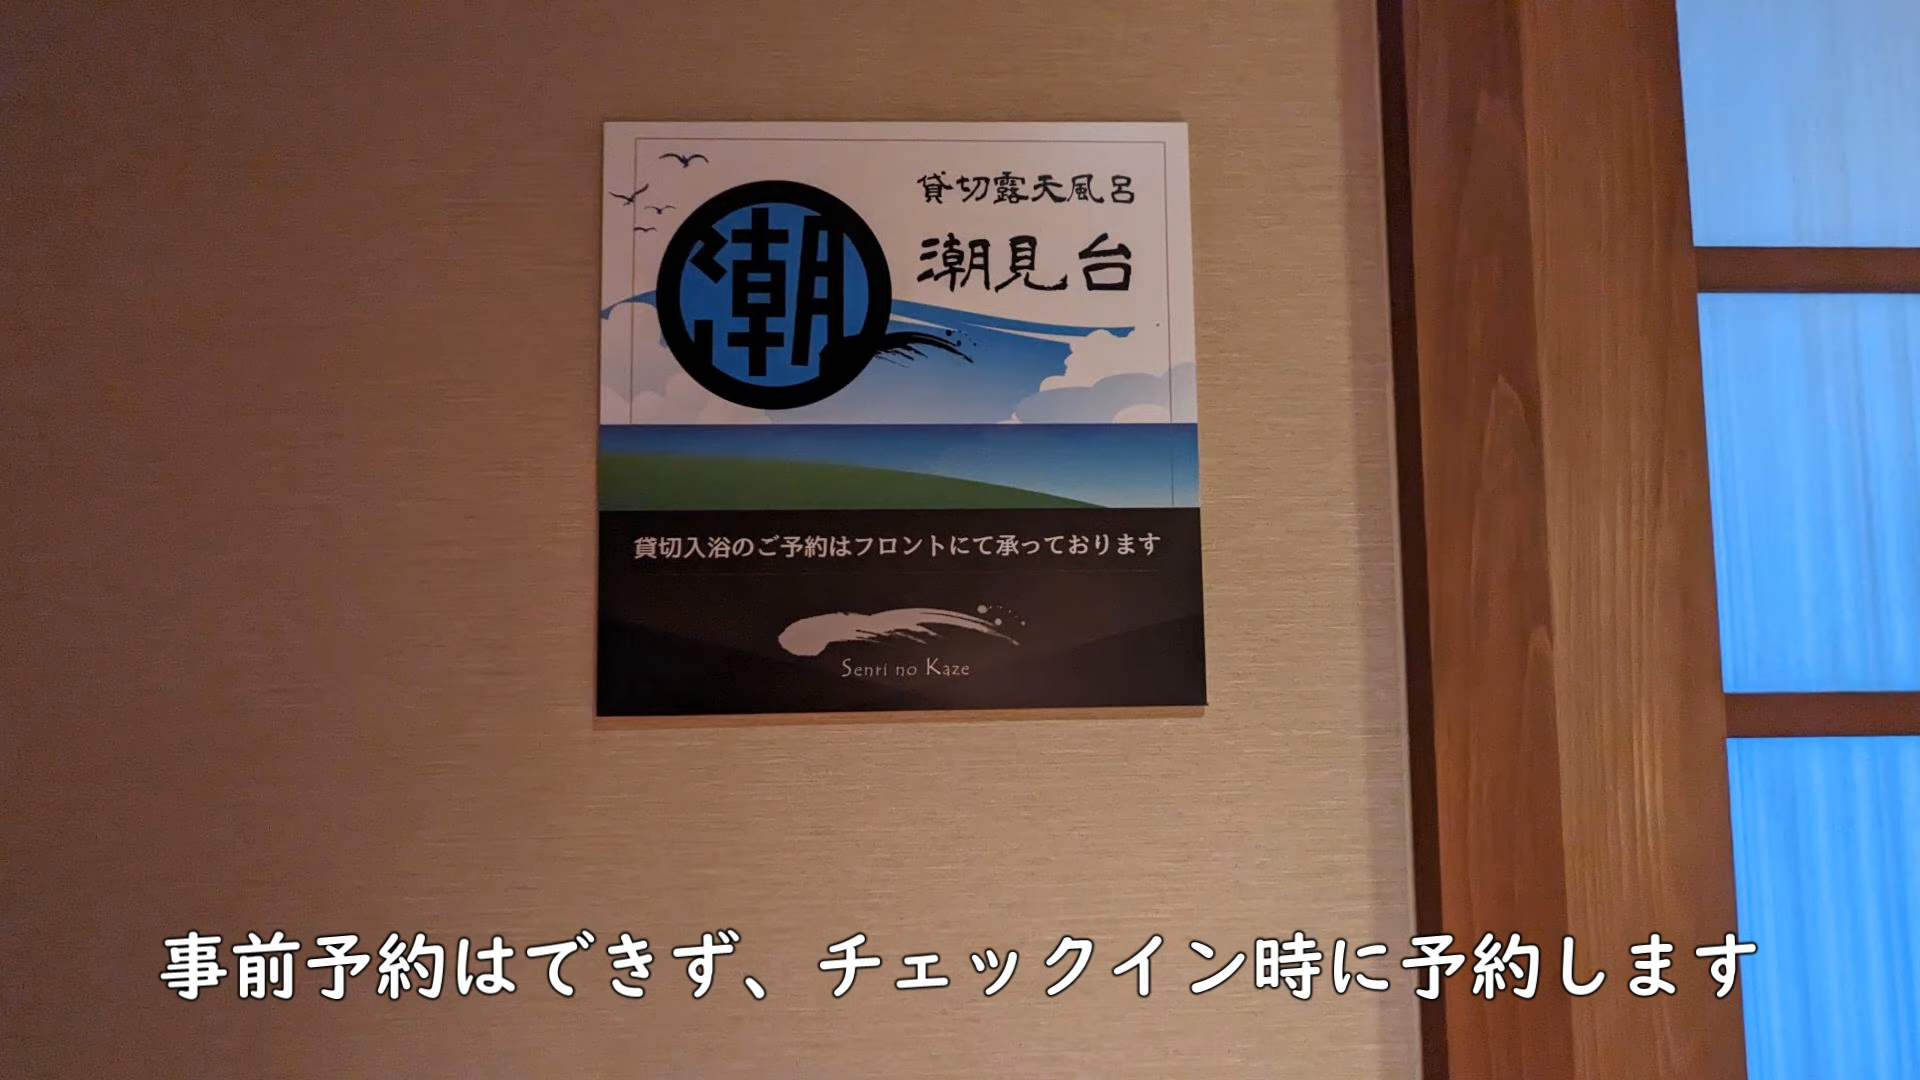 貸切露天風呂
潮見台
潮
貸切入浴のご予約はフロントにて承っております
Senri no Kaze
事前予約はできず、チェックイン時に予約します